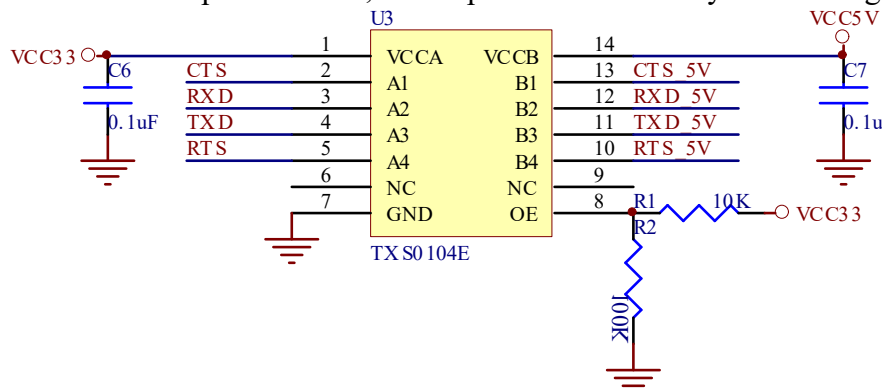 U3
VCC5V
VCC33
1 VCCA VCCB 14
C6 C7
CTS 2 A1 B1 13 CTS_5V
RXD 3 A2 B2 12 RXD_5V
0.1uF 0.1u
TXD 4 A3 B3 11 TXD_5V
RTS 5 A4 B4 10 RTS_5V
6 NC NC 9
7 GND OE 8
R1 10K VCC33
R2
TXS0104E
100K